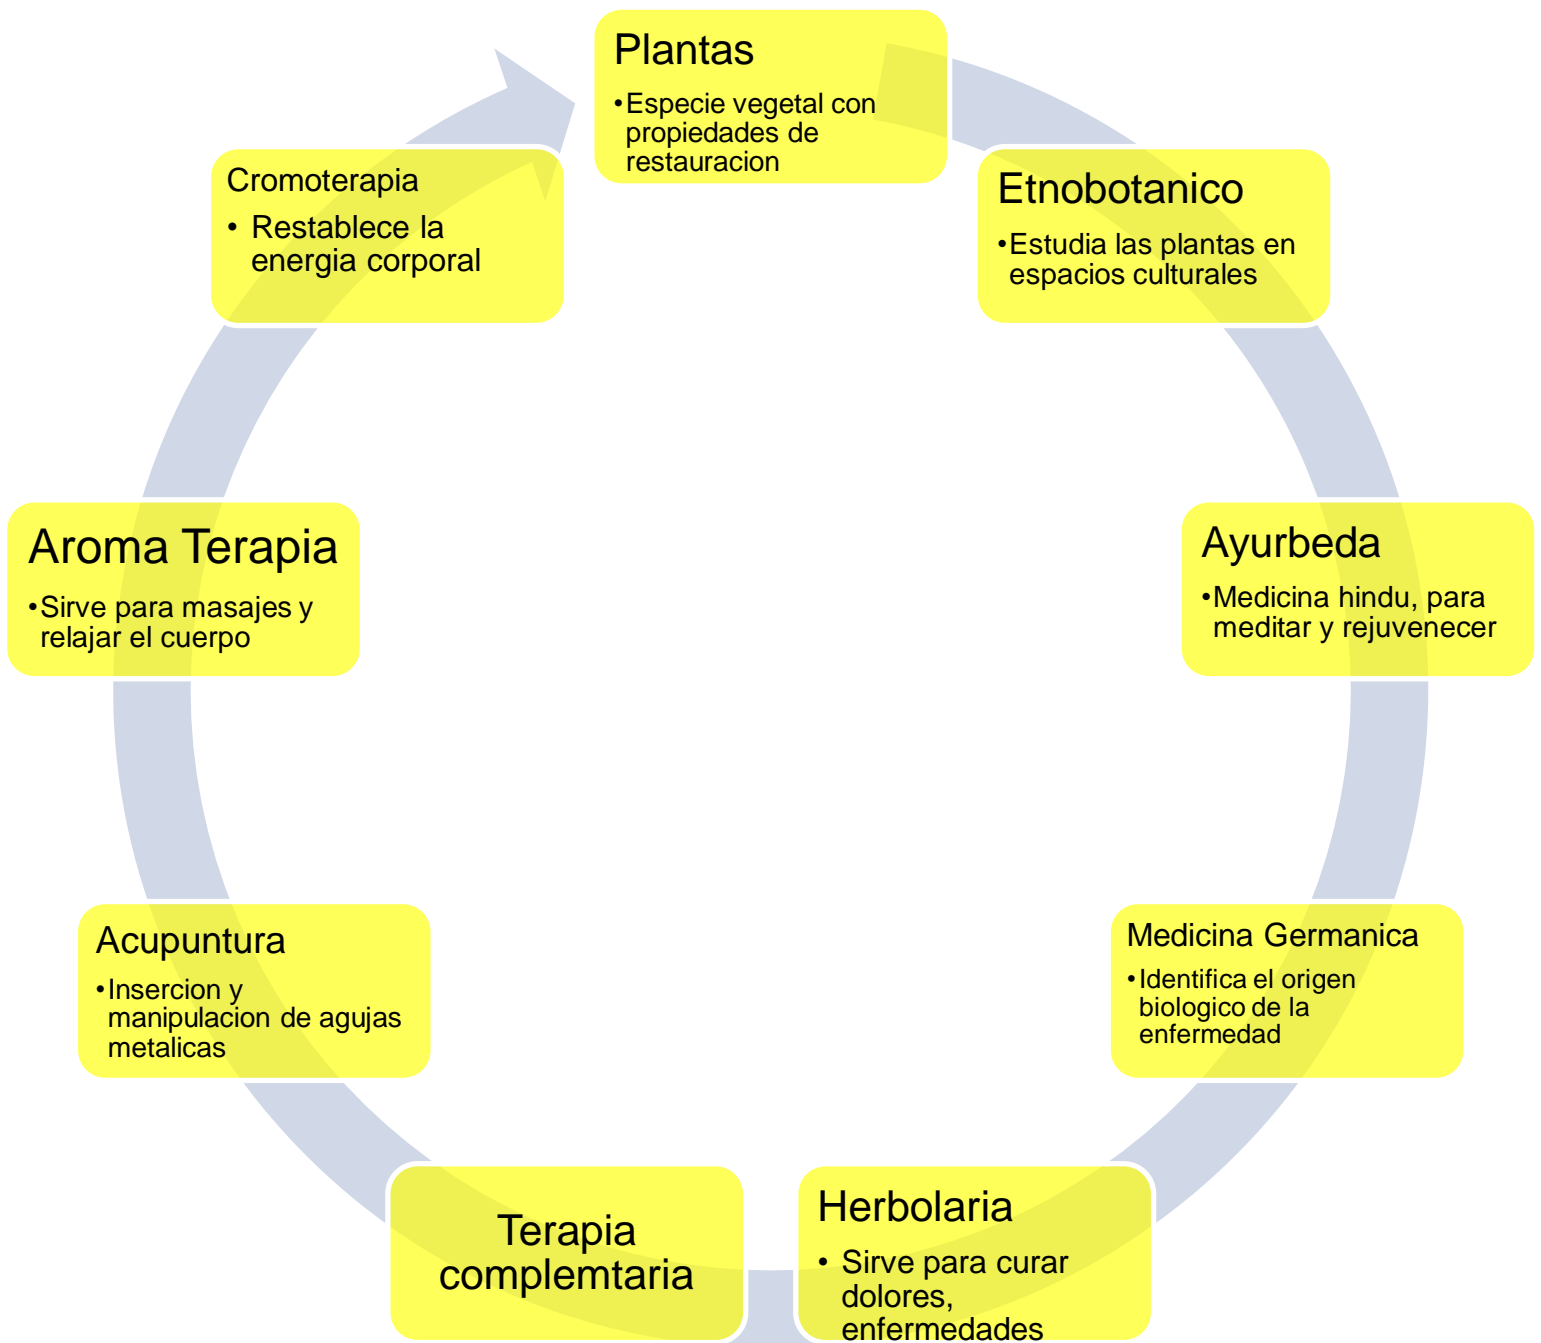 Plantas
•Especie vegetal con
propiedades de
restauracion
Etnobotanico
•Estudia las plantas en
espacios culturales
Ayurbeda
•Medicina hindu, para
meditar y rejuvenecer
Medicina Germanica
•Identifica el origen
biologico de la
enfermedad
Herbolaria
• Sirve para curar
dolores,
enfermedades
Terapia
complemtaria
Acupuntura
•Insercion y
manipulacion de agujas
metalicas
Aroma Terapia
•Sirve para masajes y
relajar el cuerpo
Cromoterapia
• Restablece la
energia corporal